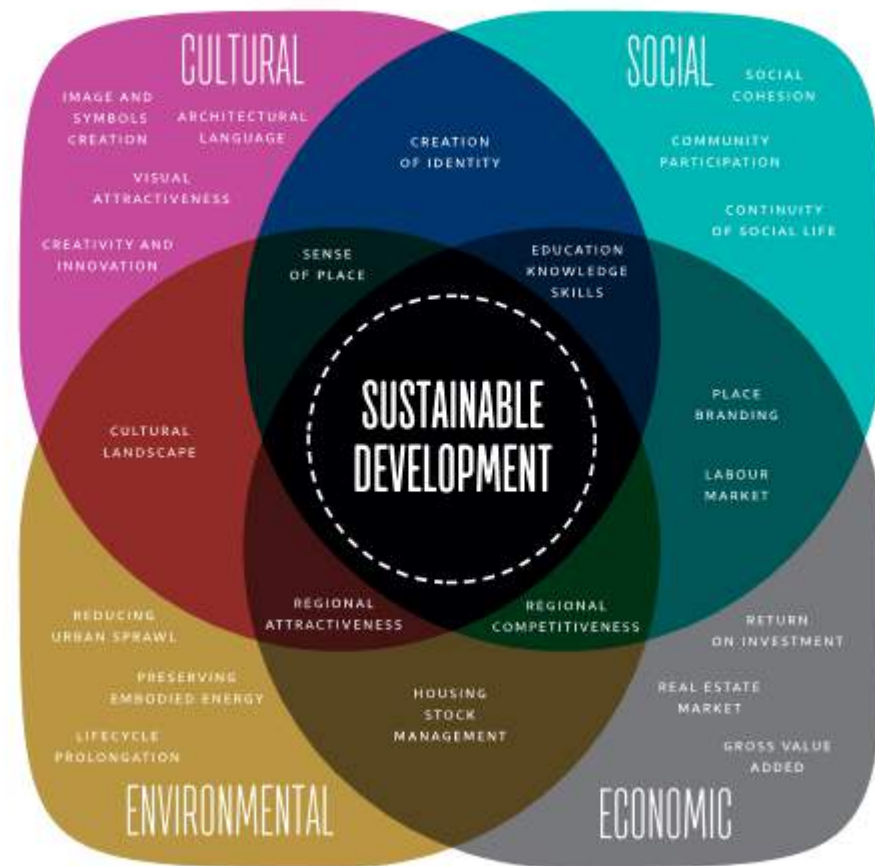 CULTURAL
IMAGE AND
SYMBOLS
CREATION
ARCHITECTURAL
LANGUAGE
VISUAL
ATTRACTIVENESS
CREATIVITY AND
INNOVATION
CREATION
OF IDENTITY
SOCIAL
SOCIAL
COHESION
COMMUNITY
PARTICIPATION
CONTINUITY
OF SOCIAL LIFE
SENSE
OF PLACE
EDUCATION
KNOWLEDGE
SKILLS
CULTURAL
LANDSCAPE
SUSTAINABLE
DEVELOPMENT
PLACE
BRANDING
LABOUR
MARKET
REGIONAL
ATTRACTIVENESS
REGIONAL
COMPETITIVENESS
REDUCING
URBAN SPRAWL
PRESERVING
EMBODIED ENERGY
LIFECYCLE
PROLONGATION
ENVIRONMENTAL
HOUSING
STOCK
MANAGEMENT
RETURN
ON INVESTMENT
REAL ESTATE
MARKET
GROSS VALUE
ADDED
ECONOMIC